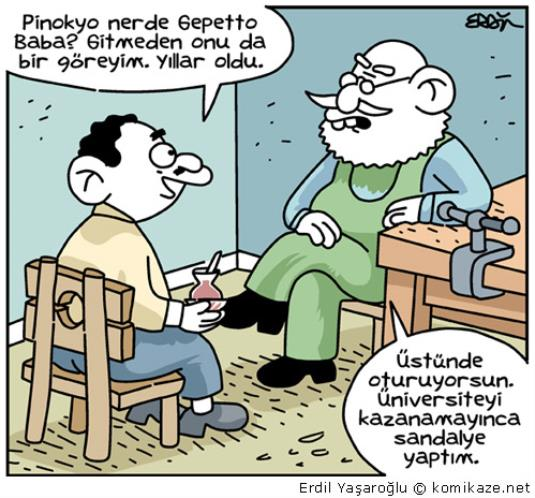 Pinokyo nerde Gepetto
Baba? Gitmeden onu da
bir göreyim. Yıllar oldu.
ERDİL
Üstünde
oturuyorsun.
Üniversiteyi
kazanamayınca
sandalye
yaptım.
Erdil Yaşaroğlu © komikaze.net